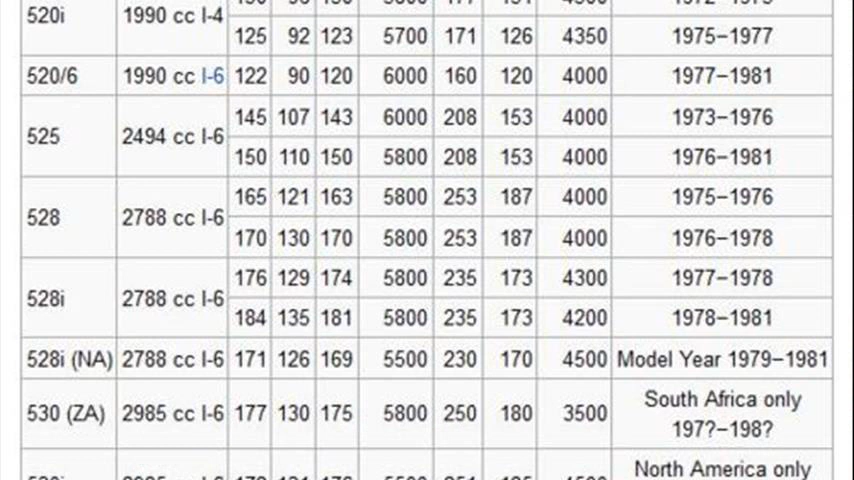 520i 1990 cc I-4
125 92 123 5700 171 126 4350 1975–1977
520/6 1990 cc I-6 122 90 120 6000 160 120 4000 1977–1981
525 2494 cc I-6 145 107 143 6000 208 153 4000 1973–1976
150 110 150 5800 208 153 4000 1976–1981
528 2788 cc I-6 165 121 163 5800 253 187 4000 1975–1976
170 130 170 5800 253 187 4000 1976–1978
528i 2788 cc I-6 176 129 174 5800 235 173 4300 1977–1978
184 135 181 5800 235 173 4200 1978–1981
528i (NA) 2788 cc I-6 171 126 169 5500 230 170 4500 Model Year 1979–1981
530 (ZA) 2985 cc I-6 177 130 175 5800 250 180 3500 South Africa only
197?–198?
North America only